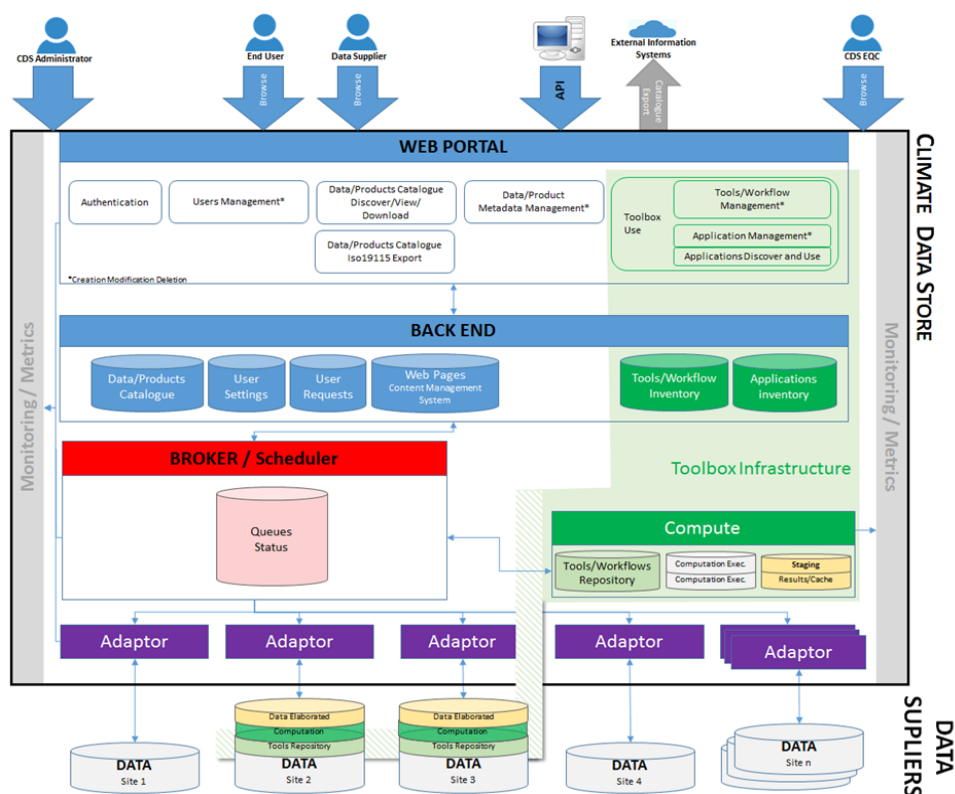 CDS Administrator
End User
Data Supplier
External Information
Systems
CDS EQC
Browse
Browse
Browse
API
Catalogue
Export
Browse
CLIMATE DATA STORE
WEB PORTAL
Authentication
Users Management*
Data/Products Catalogue
Discover/View/
Download
Data/Product
Metadata Management*
Toolbox
Use
Tools/Workflow
Management*
Application Management*
Applications Discover and Use
Data/Products Catalogue
Iso19115 Export
*Creation Modification Deletion
Monitoring / Metrics
Monitoring / Metrics
BACK END
Data/Products
Catalogue
User
Settings
User
Requests
Web Pages
Content Management
System
Tools/Workflow
Inventory
Applications
inventory
BROKER / Scheduler
Toolbox Infrastructure
Queues
Status
Compute
Tools/Workflows
Repository
Computation Exec.
Computation Exec.
Staging
Results/Cache
Adaptor
Adaptor
Adaptor
Adaptor
Adaptor
DATA
SUPLIERS
Data Elaborated
Computation
Tools Repository
Data Elaborated
Computation
Tools Repository
DATA
Site 1
DATA
Site 2
DATA
Site 3
DATA
Site 4
DATA
Site n